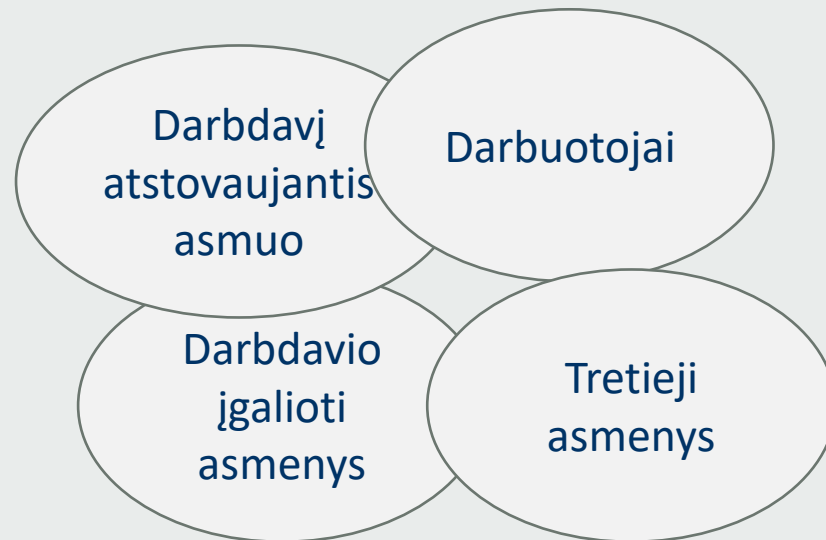 Darbdavį
atstovaujantis
asmuo
Darbuotojai
Darbdavio
įgalioti
asmenys
Tretieji
asmenys